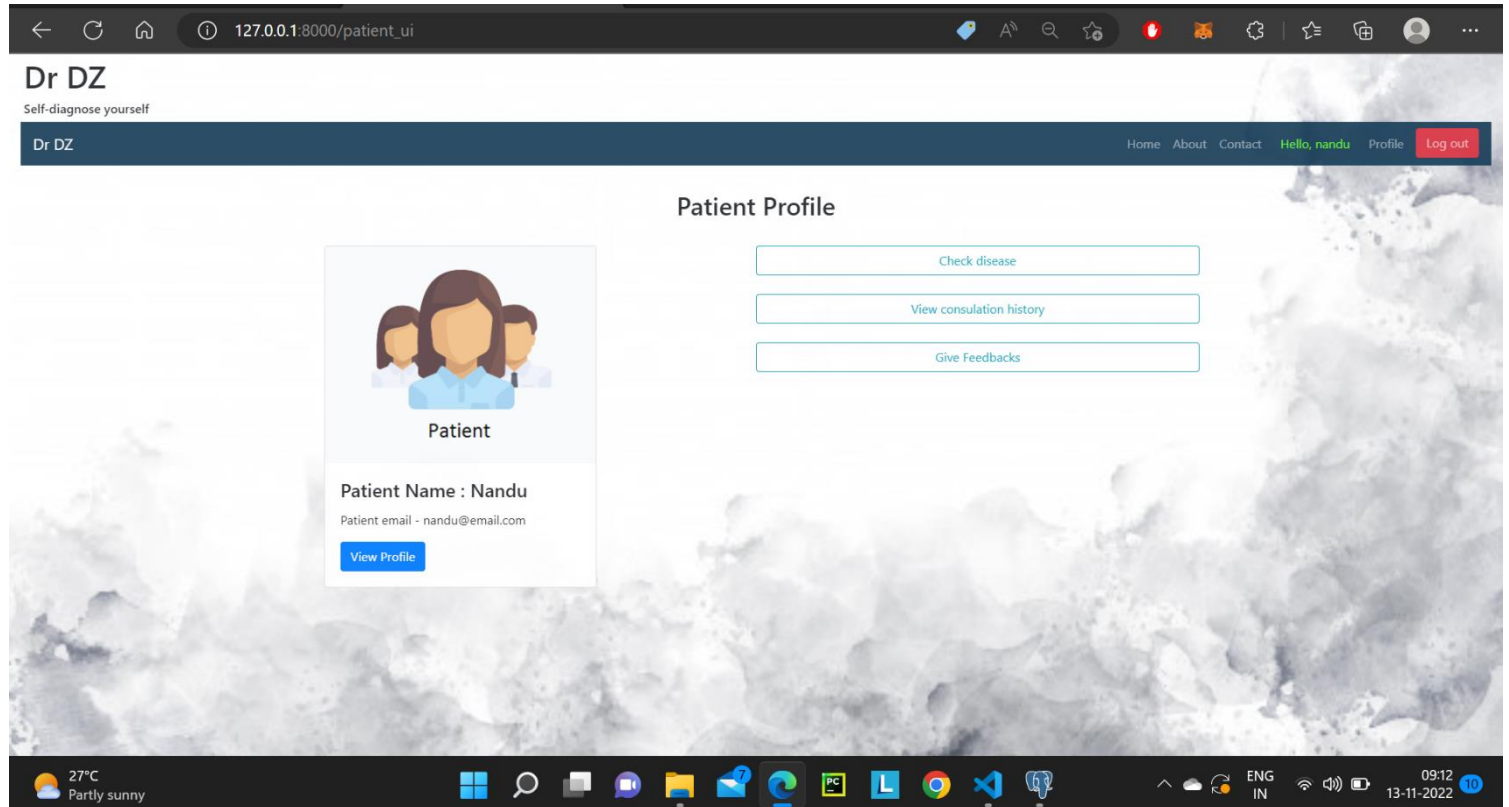 127.0.0.1:8000/patient_ui
Dr DZ
Self-diagnose yourself
Dr DZ Home About Contact Hello, nandu Profile Log out
Patient Profile
Patient
Patient Name : Nandu
Patient email - nandu@email.com
View Profile
Check disease
View consulation history
Give Feedbacks
27°C
Partly sunny
7
PC
L
ENG
IN
09:12
13-11-2022
10